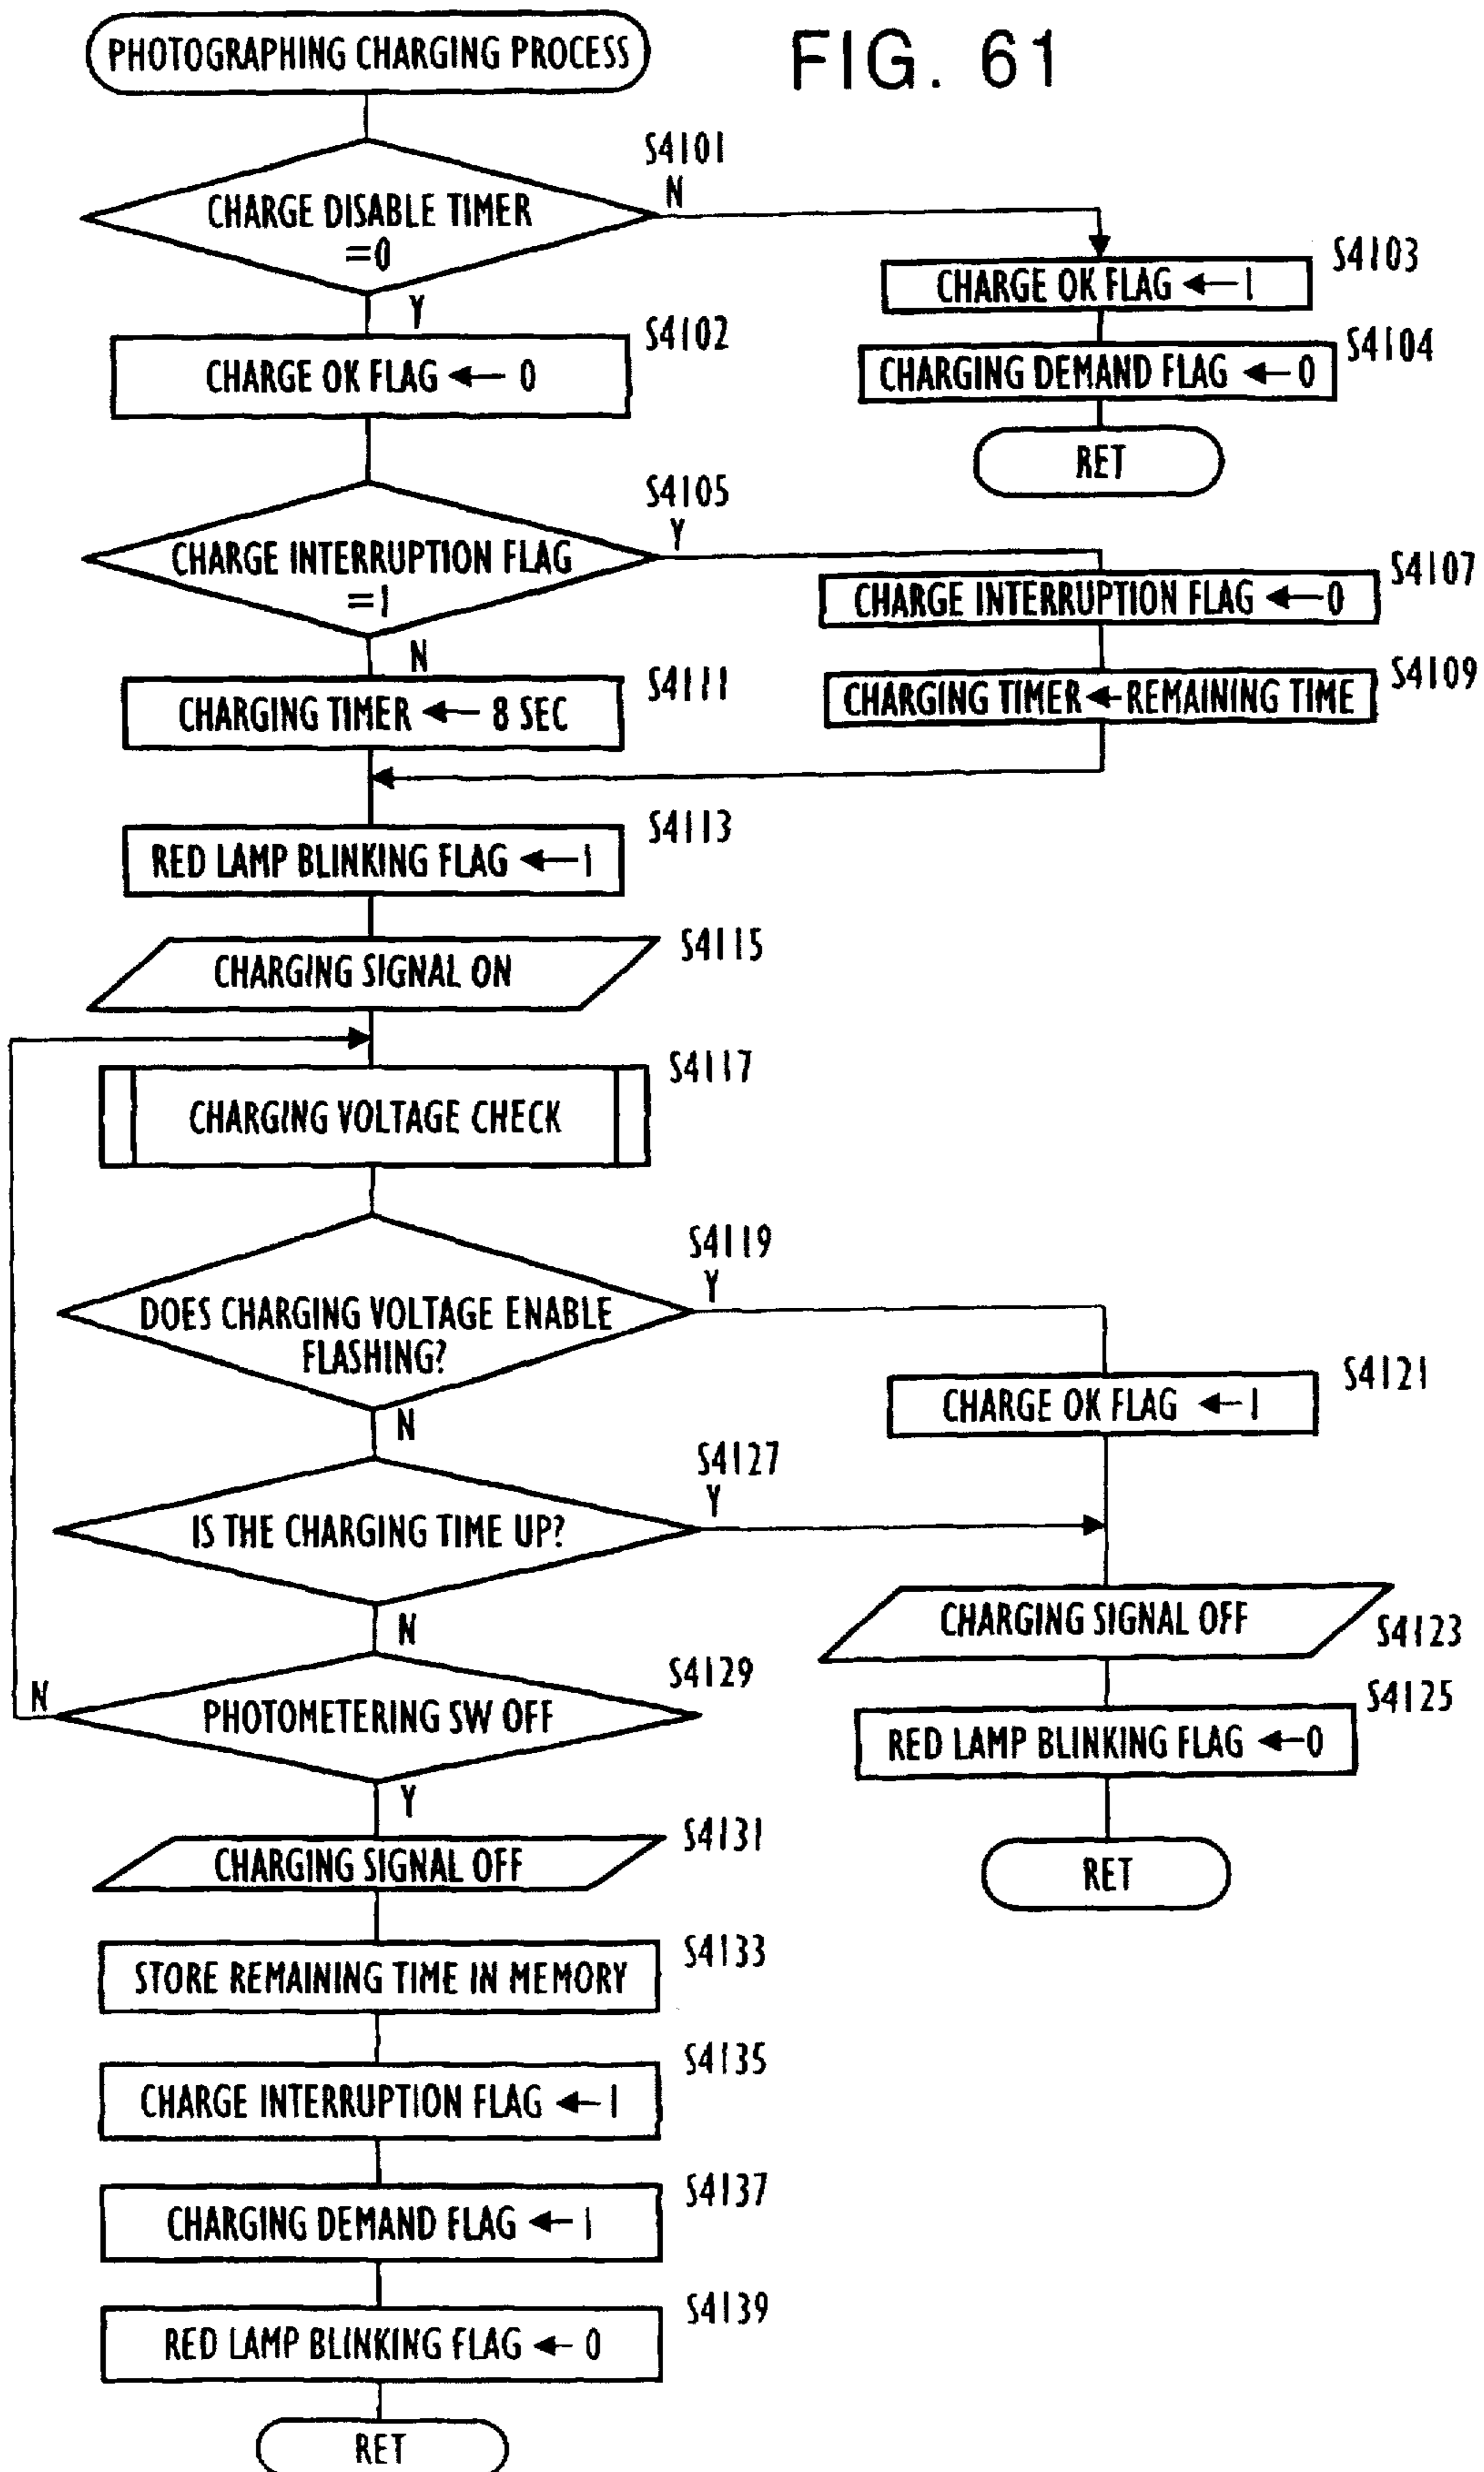 PHOTOGRAPHING CHARGING PROCESS
FIG. 61
S4101
N
CHARGE DISABLE TIMER
=0
Y
S4103
CHARGE OK FLAG ←1
S4102
CHARGE OK FLAG ← 0
S4104
CHARGING DEMAND FLAG ←0
RET
S4105
Y
CHARGE INTERRUPTION FLAG
=1
N
S4107
CHARGE INTERRUPTION FLAG ←0
S4111
CHARGING TIMER ← 8 SEC
S4109
CHARGING TIMER←REMAINING TIME
S4113
RED LAMP BLINKING FLAG ←1
S4115
CHARGING SIGNAL ON
S4117
CHARGING VOLTAGE CHECK
S4119
Y
DOES CHARGING VOLTAGE ENABLE
FLASHING?
N
S4121
CHARGE OK FLAG ←1
S4127
Y
IS THE CHARGING TIME UP?
N
CHARGING SIGNAL OFF
S4123
S4129
N
PHOTOMETERING SW OFF
Y
S4125
RED LAMP BLINKING FLAG ←0
RET
S4131
CHARGING SIGNAL OFF
S4133
STORE REMAINING TIME IN MEMORY
S4135
CHARGE INTERRUPTION FLAG ←1
S4137
CHARGING DEMAND FLAG ←1
S4139
RED LAMP BLINKING FLAG ← 0
RET